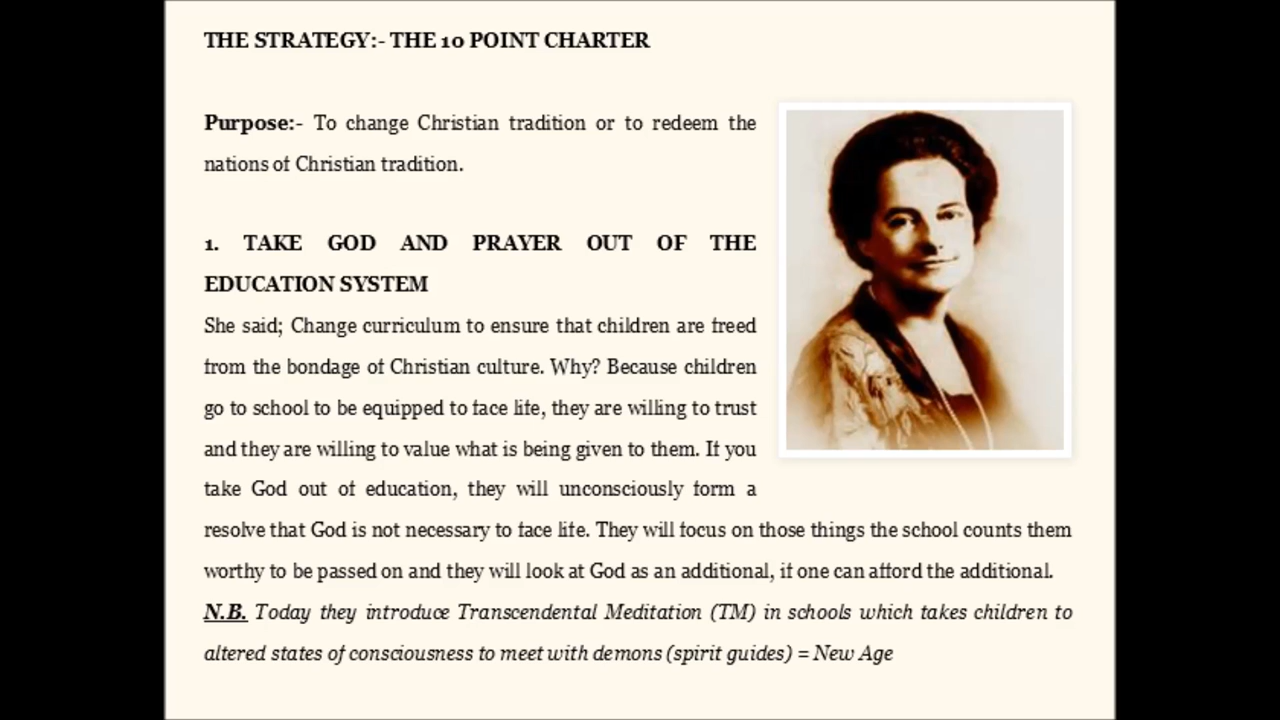 THE STRATEGY:- THE 10 POINT CHARTER
Purpose:- To change Christian tradition or to redeem the
nations of Christian tradition.
1. TAKE GOD AND PRAYER OUT OF THE
EDUCATION SYSTEM
She said; Change curriculum to ensure that children are freed
from the bondage of Christian culture. Why? Because children
go to school to be equipped to face life, they are willing to trust
and they are willing to value what is being given to them. If you
take God out of education, they will unconsciously form a
resolve that God is not necessary to face life. They will focus on those things the school counts them
worthy to be passed on and they will look at God as an additional, if one can afford the additional.
N.B. Today they introduce Transcendental Meditation (TM) in schools which takes children to
altered states of consciousness to meet with demons (spirit guides) = New Age